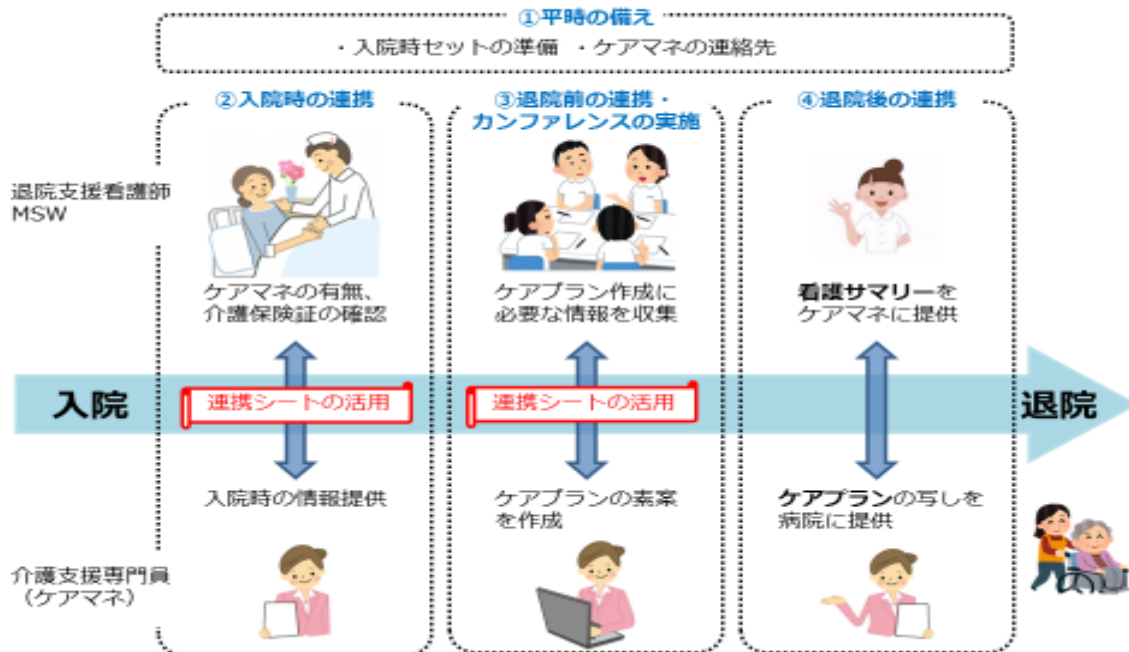 ①平時の備え
・入院時セットの準備 ・ケアマネの連絡先
②入院時の連携
③退院前の連携・
カンファレンスの実施
④退院後の連携
退院支援看護師
MSW
ケアマネの有無、
介護保険証の確認
ケアプラン作成に
必要な情報を収集
看護サマリーを
ケアマネに提供
入院
連携シートの活用
連携シートの活用
退院
入院時の情報提供
ケアプランの素案
を作成
ケアプランの写しを
病院に提供
介護支援専門員
（ケアマネ）